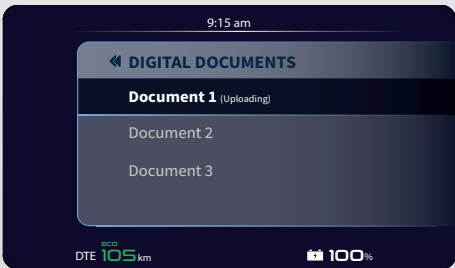 9:15 am
DIGITAL DOCUMENTS
Document 1 (Uploading)
Document 2
Document 3
ECO
DTE 105 km
100%